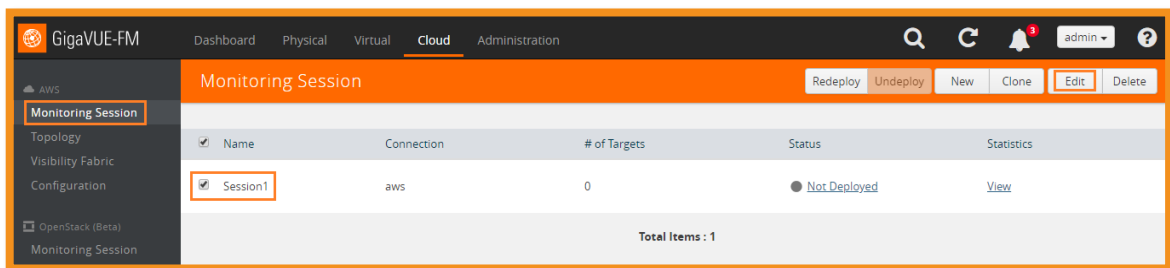 GigaVUE-FM Dashboard Physical Virtual Cloud Administration 3 admin ?
AWS
Monitoring Session
Topology
Visibility Fabric
Configuration
OpenStack (Beta)
Monitoring Session
Monitoring Session Redeploy Undeploy New Clone Edit Delete
Name Connection # of Targets Status Statistics
Session1 aws 0 Not Deployed View
Total Items : 1